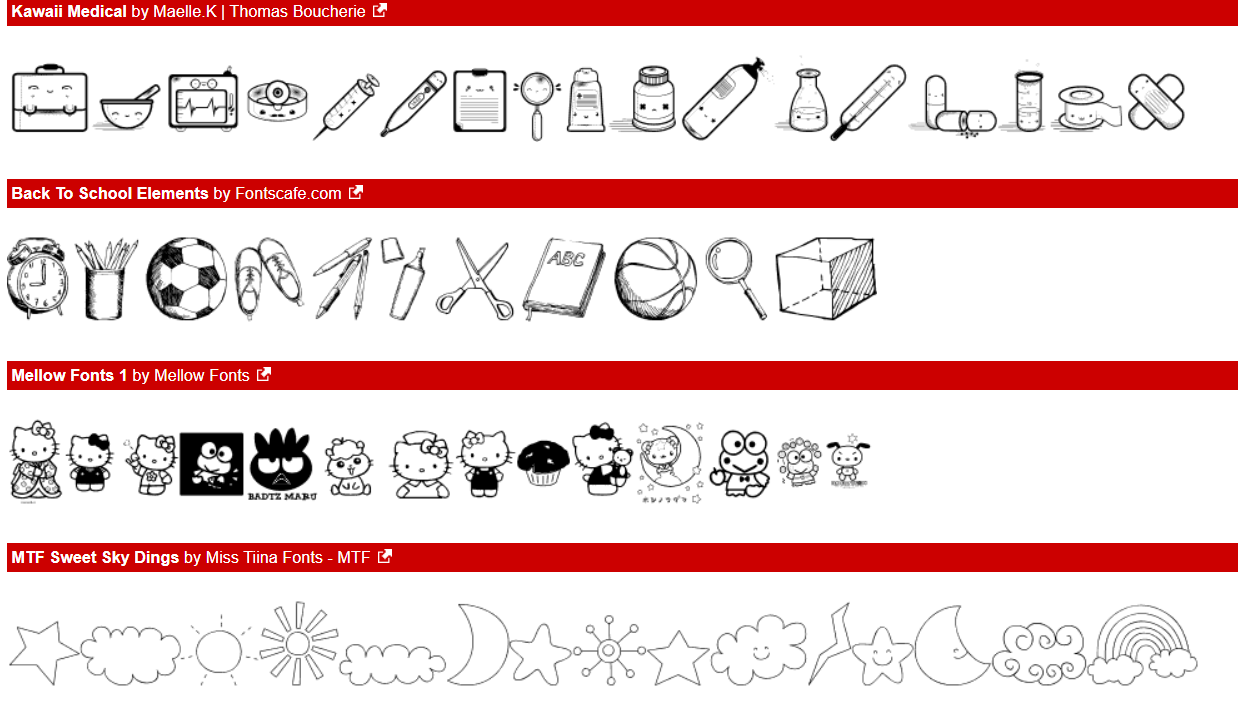 Kawaii Medical by Maelle.K | Thomas Boucherie
Back To School Elements by Fontscafe.com
ABC
Mellow Fonts 1 by Mellow Fonts
BADTZ MARU
MTF Sweet Sky Dings by Miss Tiina Fonts - MTF